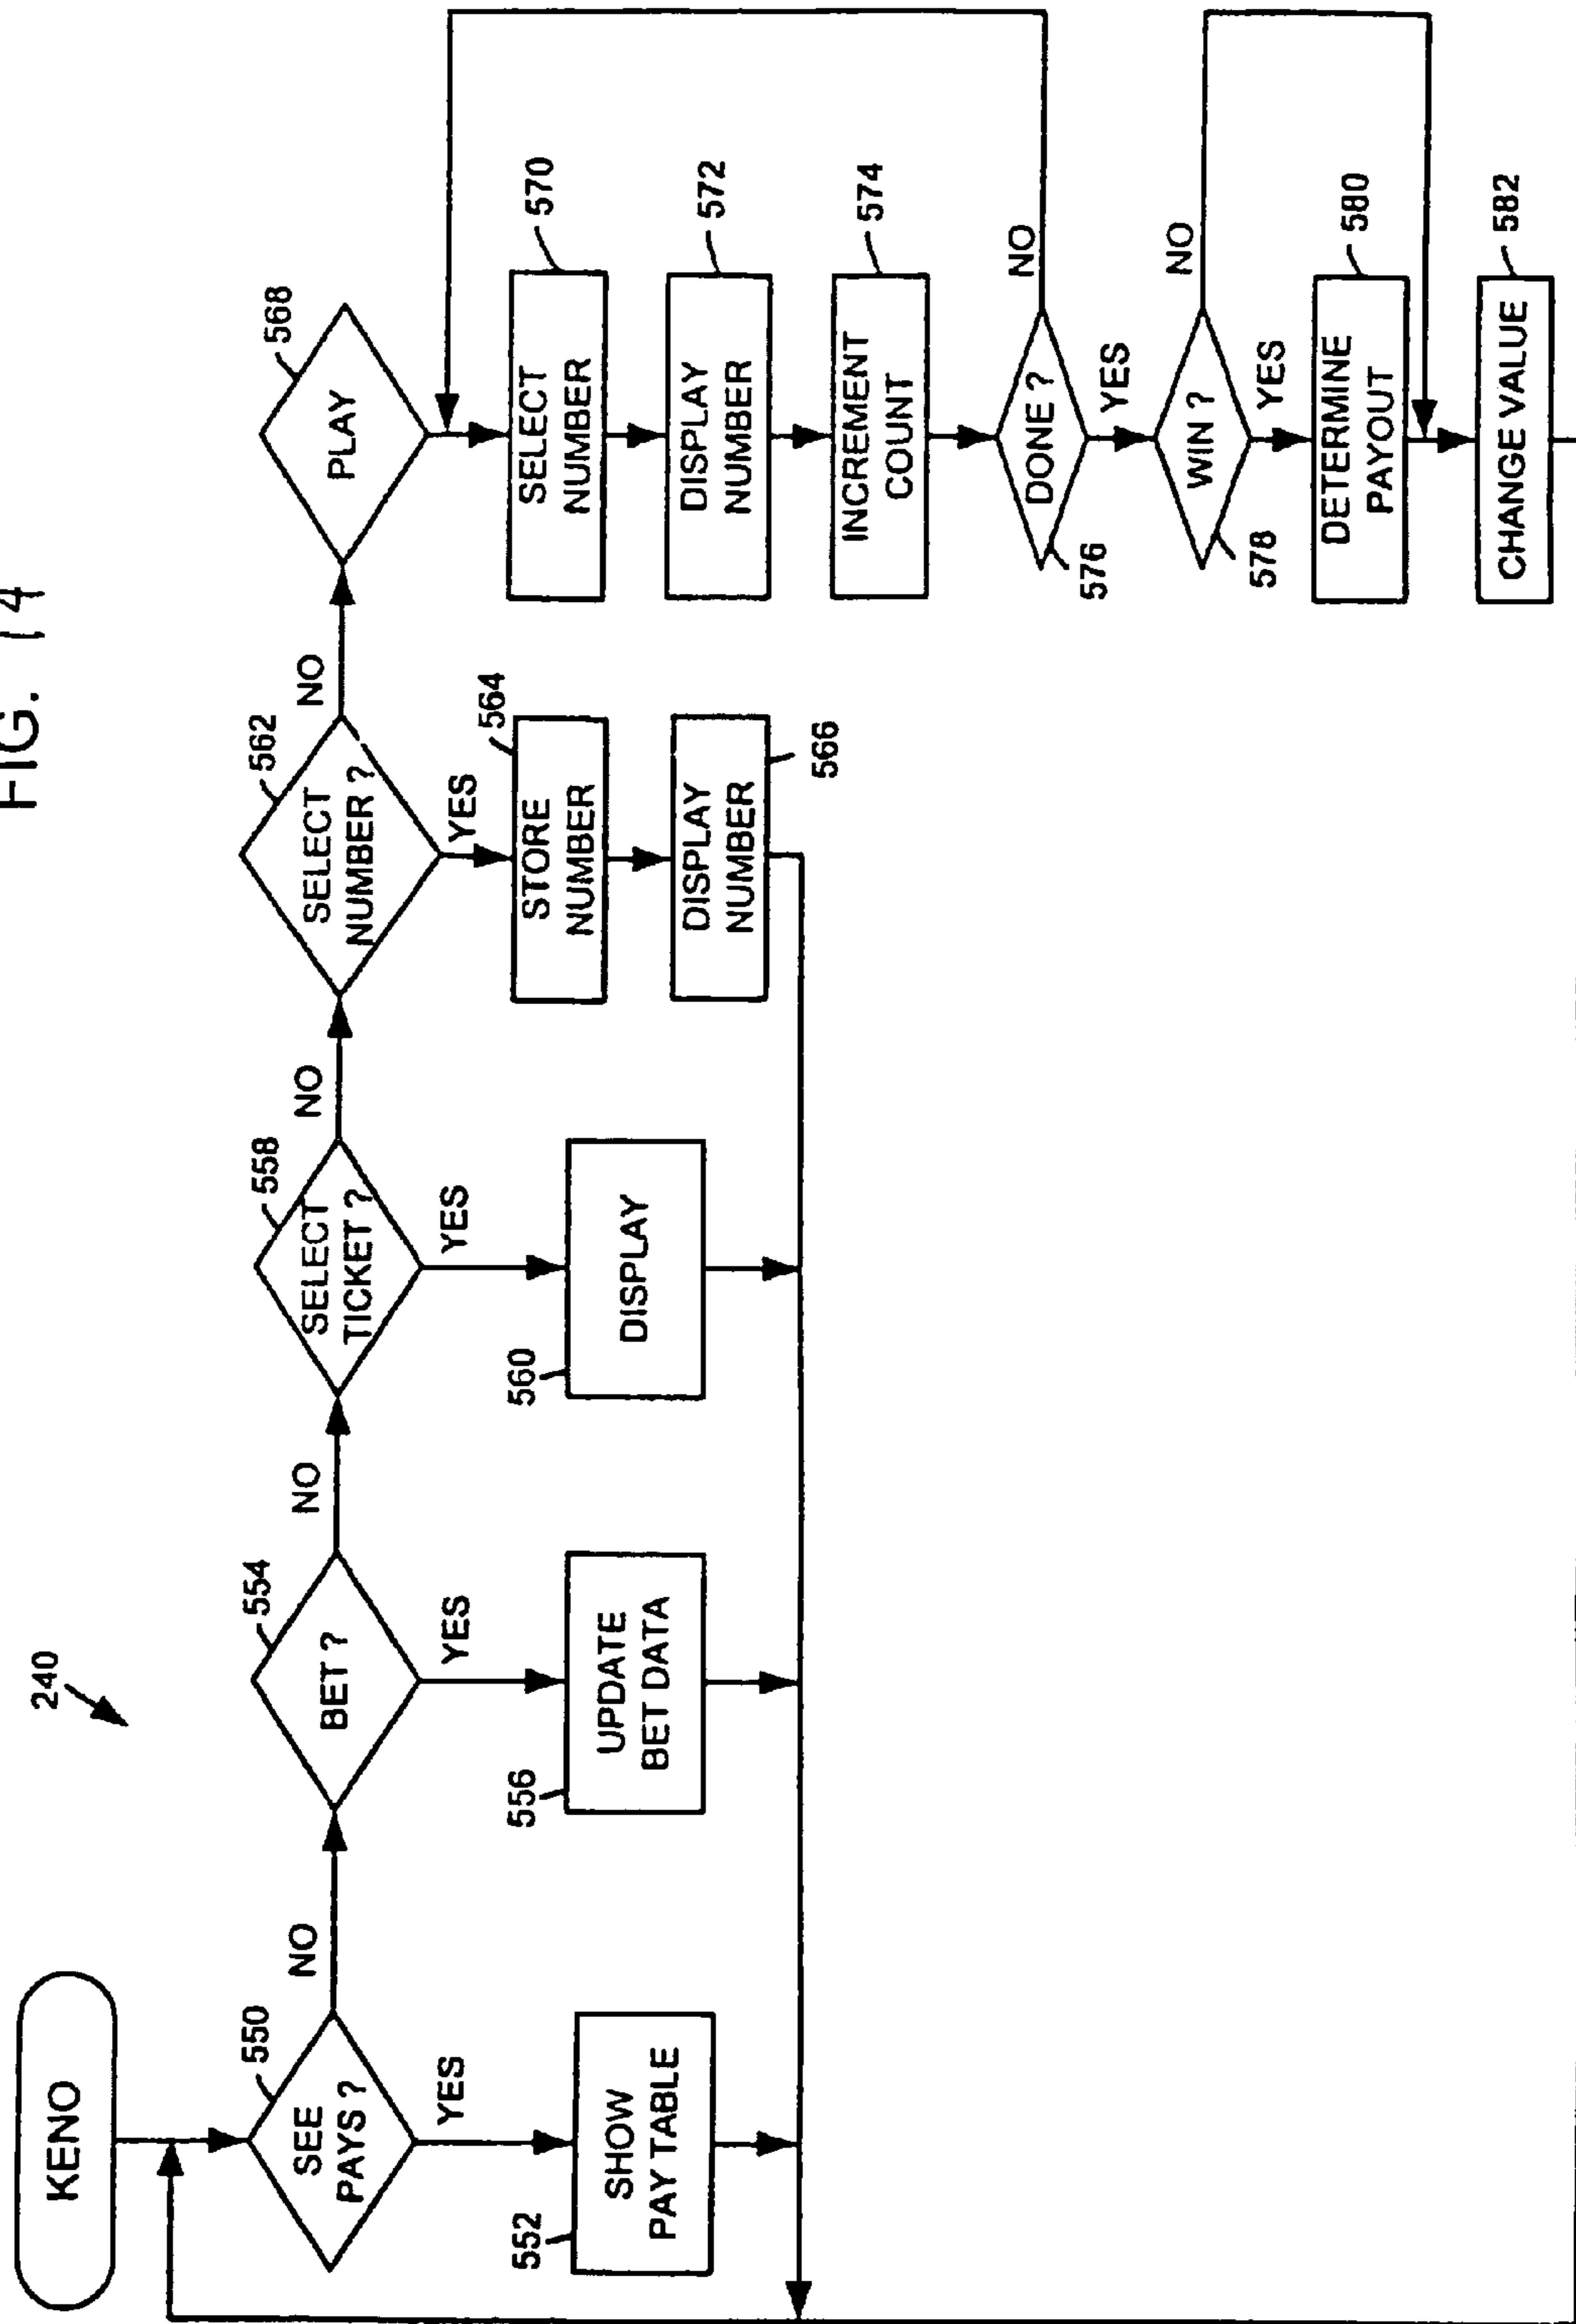 FIG. 14
240
KENO
550
SEE
PAYS ?
NO
YES
552
SHOW
PAY TABLE
554
BET ?
NO
YES
556
UPDATE
BET DATA
558
SELECT
TICKET ?
NO
YES
560
DISPLAY
562
SELECT
NUMBER ?
NO
YES
564
STORE
NUMBER
566
DISPLAY
NUMBER
568
PLAY
570
SELECT
NUMBER
572
DISPLAY
NUMBER
574
INCREMENT
COUNT
576
DONE ?
NO
YES
578
WIN ?
NO
YES
580
DETERMINE
PAYOUT
582
CHANGE VALUE